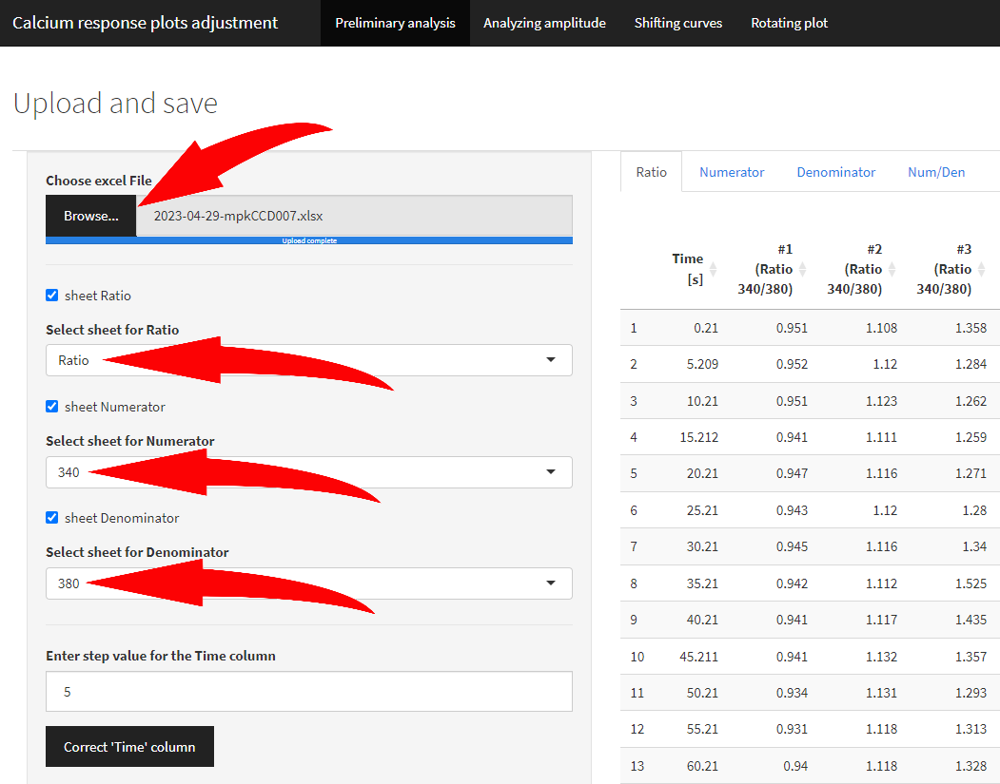 Calcium response plots adjustment Preliminary analysis Analyzing amplitude Shifting curves Rotating plot
Upload and save
Choose excel File
Browse... 2023-04-29-mpkCCD007.xlsx
Upload complete
sheet Ratio
Select sheet for Ratio
Ratio
sheet Numerator
Select sheet for Numerator
340
sheet Denominator
Select sheet for Denominator
380
Enter step value for the Time column
5
Correct 'Time' column
Ratio Numerator Denominator Num/Den
Time [s] #1 (Ratio 340/380) #2 (Ratio 340/380) #3 (Ratio 340/380)
1 0.21 0.951 1.108 1.358
2 5.209 0.952 1.12 1.284
3 10.21 0.951 1.123 1.262
4 15.212 0.941 1.111 1.259
5 20.21 0.947 1.116 1.271
6 25.21 0.943 1.12 1.28
7 30.21 0.945 1.116 1.34
8 35.21 0.942 1.112 1.525
9 40.21 0.941 1.117 1.435
10 45.211 0.941 1.132 1.357
11 50.21 0.934 1.131 1.293
12 55.21 0.931 1.118 1.313
13 60.21 0.94 1.118 1.328